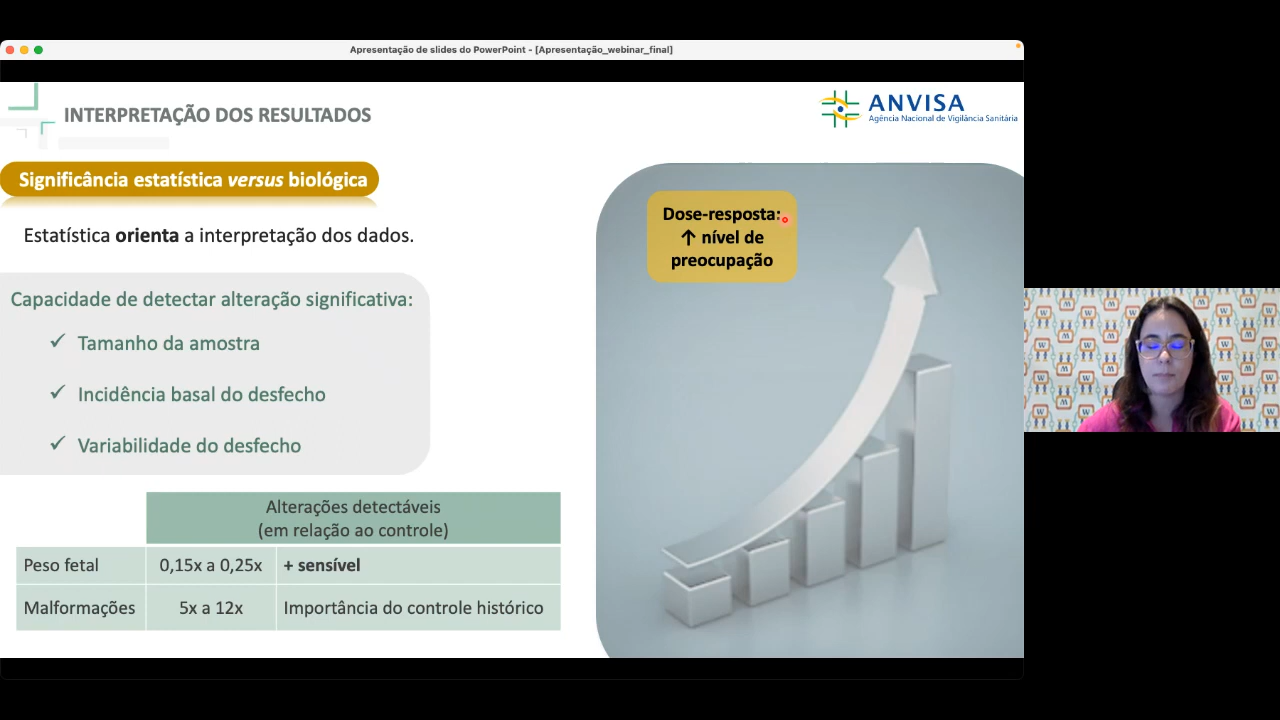 Apresentação de slides do PowerPoint - [Apresentação_webinar_final]
INTERPRETAÇÃO DOS RESULTADOS
ANVISA
Agência Nacional de Vigilância Sanitária
Significância estatística versus biológica
Estatística orienta a interpretação dos dados.
Capacidade de detectar alteração significativa:
✓ Tamanho da amostra
✓ Incidência basal do desfecho
✓ Variabilidade do desfecho
Alterações detectáveis
(em relação ao controle)
Peso fetal 0,15x a 0,25x + sensível
Malformações 5x a 12x Importância do controle histórico
Dose-resposta:
↑ nível de
preocupação